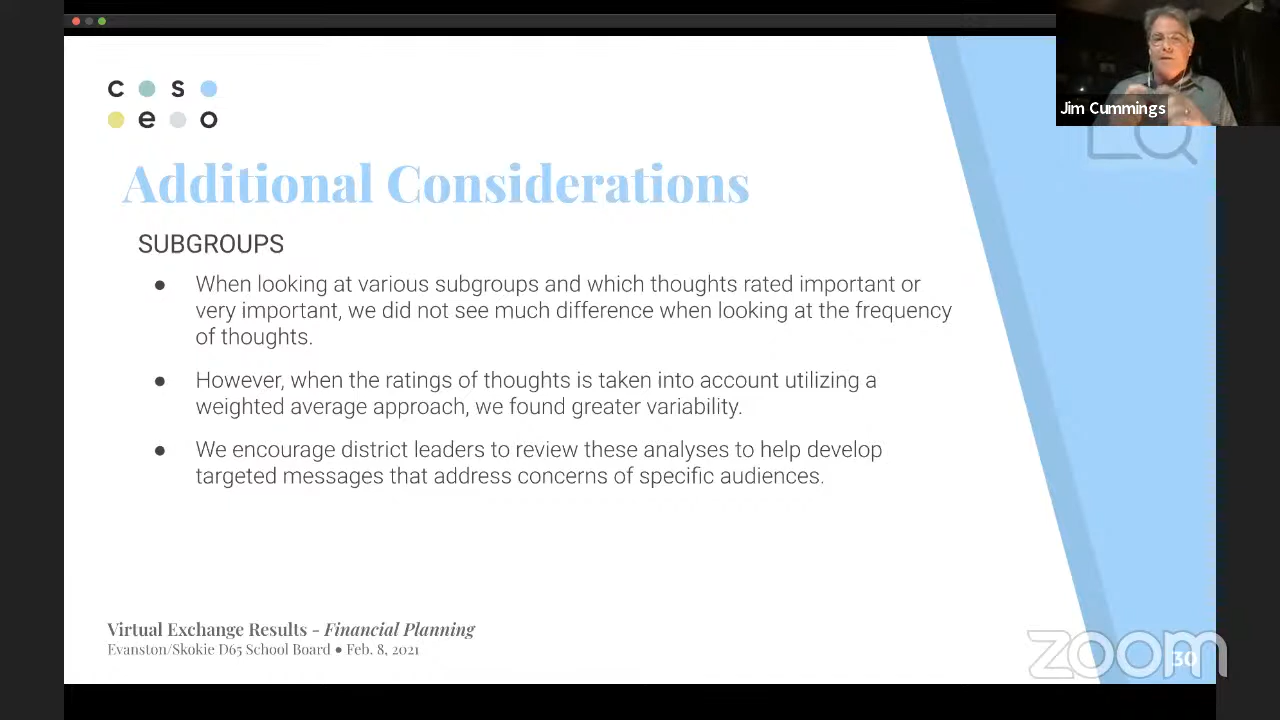 c s
e o
Jim Cummings
Additional Considerations
SUBGROUPS
● When looking at various subgroups and which thoughts rated important or
very important, we did not see much difference when looking at the frequency
of thoughts.
● However, when the ratings of thoughts is taken into account utilizing a
weighted average approach, we found greater variability.
● We encourage district leaders to review these analyses to help develop
targeted messages that address concerns of specific audiences.
Virtual Exchange Results - Financial Planning
Evanston/Skokie D65 School Board ● Feb. 8, 2021
zoom
30